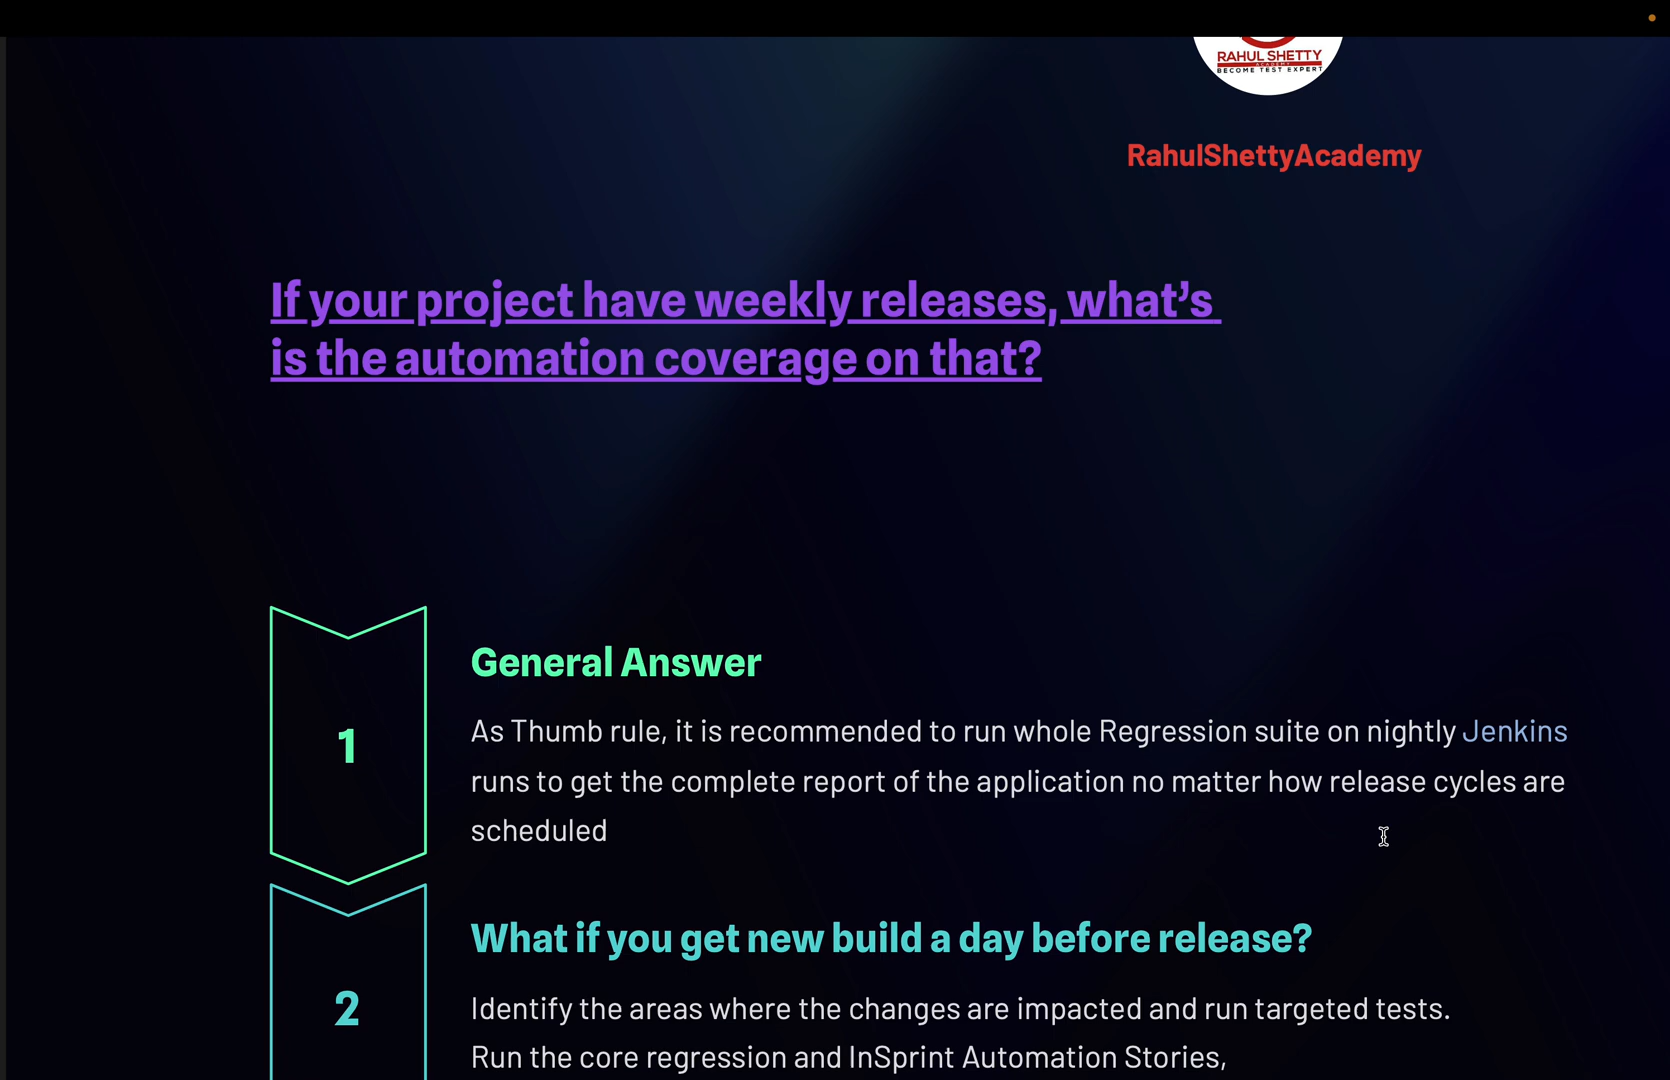 RAHUL SHETTY
ACADEMY
BECOME TEST EXPERT
RahulShettyAcademy
If your project have weekly releases, what’s
is the automation coverage on that?
1
General Answer
As Thumb rule, it is recommended to run whole Regression suite on nightly Jenkins
runs to get the complete report of the application no matter how release cycles are
scheduled
2
What if you get new build a day before release?
Identify the areas where the changes are impacted and run targeted tests.
Run the core regression and InSprint Automation Stories,